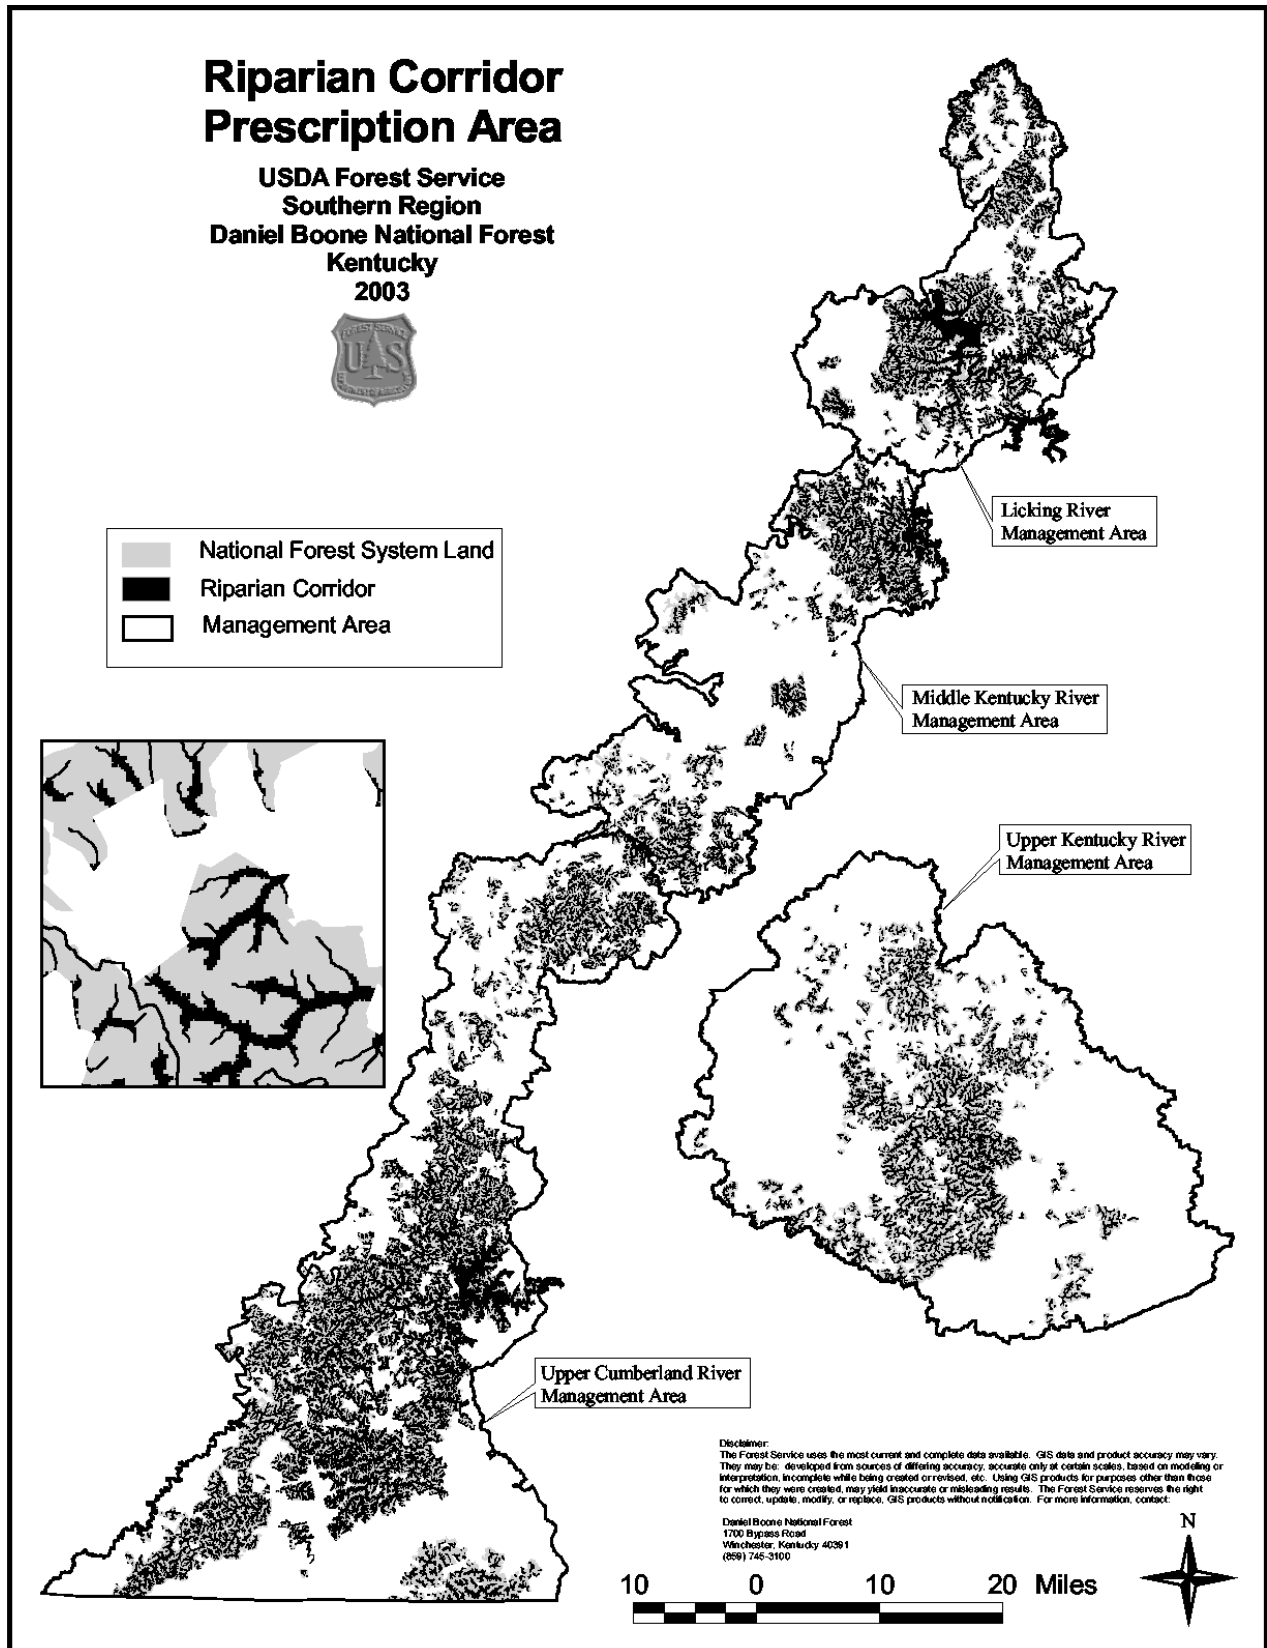 Riparian Corridor
Prescription Area
USDA Forest Service
Southern Region
Daniel Boone National Forest
Kentucky
2003
FOREST SERVICE
U S
DEPARTMENT OF AGRICULTURE
National Forest System Land
Riparian Corridor
Management Area
Licking River
Management Area
Middle Kentucky River
Management Area
Upper Kentucky River
Management Area
Upper Cumberland River
Management Area
Disclaimer:
The Forest Service uses the most current and complete data available. GIS data and product accuracy may vary.
They may be: developed from sources of differing accuracy, accurate only at certain scales, based on modeling or
interpretation, incomplete while being created or revised, etc. Using GIS products for purposes other than those
for which they were created, may yield inaccurate or misleading results. The Forest Service reserves the right
to correct, update, modify, or replace, GIS products without notification. For more information, contact:
Daniel Boone National Forest
1700 Bypass Road
Winchester, Kentucky 40391
(859) 745-3100
N
10 0 10 20 Miles